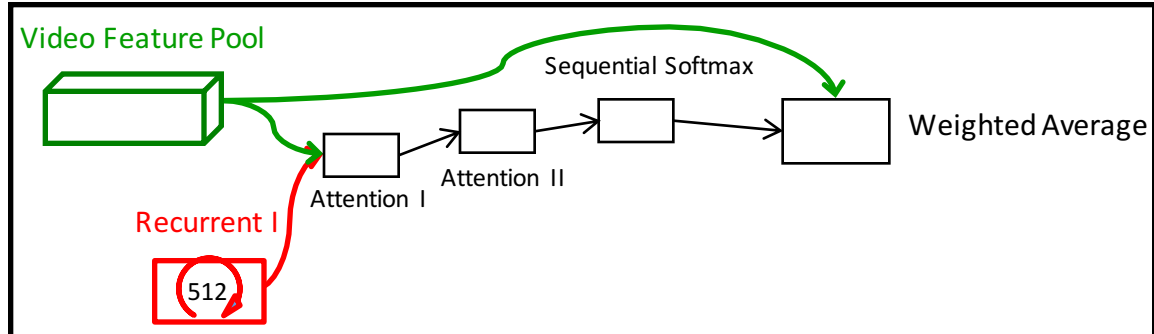 Video Feature Pool
Sequential Softmax
Weighted Average
Attention II
Attention I
Recurrent I
512